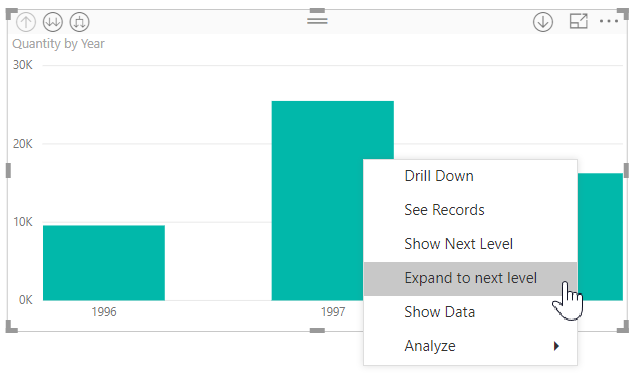 Quantity by Year
30K
20K
10K
0K
1996
1997
Drill Down
See Records
Show Next Level
Expand to next level
Show Data
Analyze